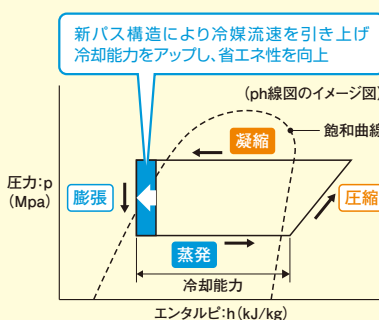 新パス構造により冷媒流速を引き上げ
冷却能力をアップし、省エネ性を向上
(ph線図のイメージ図)
飽和曲線
凝縮
圧力:p
(Mpa)
膨張
圧縮
蒸発
冷却能力
エンタルピ:h(kJ/kg)